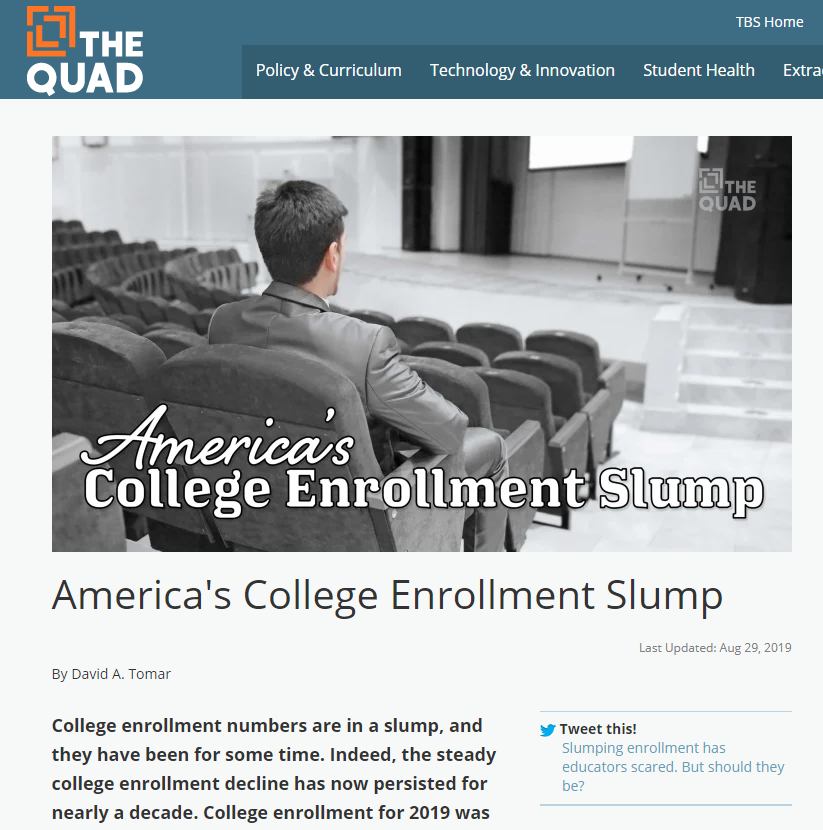 THE
QUAD
TBS Home
Policy & Curriculum Technology & Innovation Student Health Extra
THE
QUAD
America's
College Enrollment Slump
America's College Enrollment Slump
Last Updated: Aug 29, 2019
By David A. Tomar
College enrollment numbers are in a slump, and
they have been for some time. Indeed, the steady
college enrollment decline has now persisted for
nearly a decade. College enrollment for 2019 was
Tweet this!
Slumping enrollment has
educators scared. But should they
be?